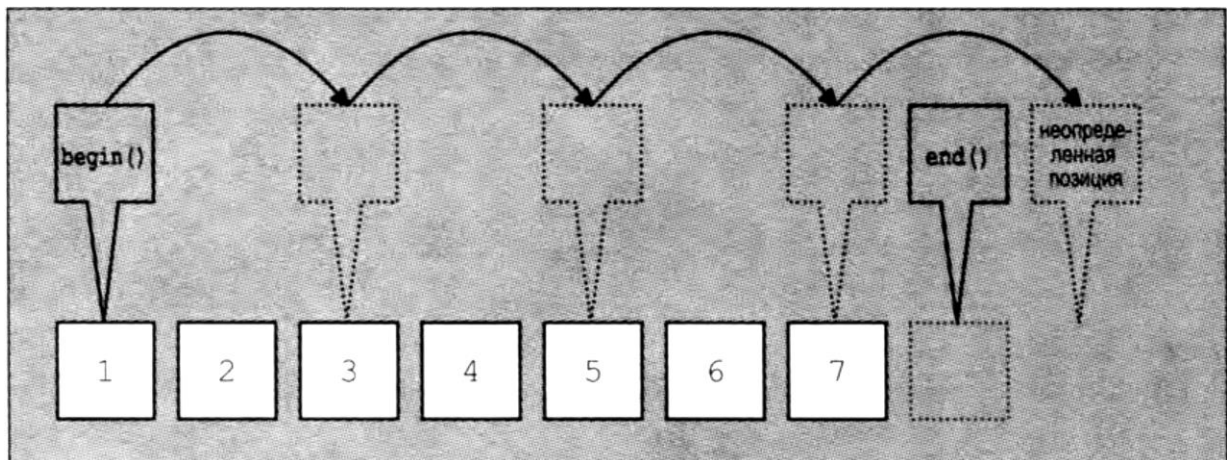 begin()
end()
неопреде-
ленная
позиция
1 2 3 4 5 6 7